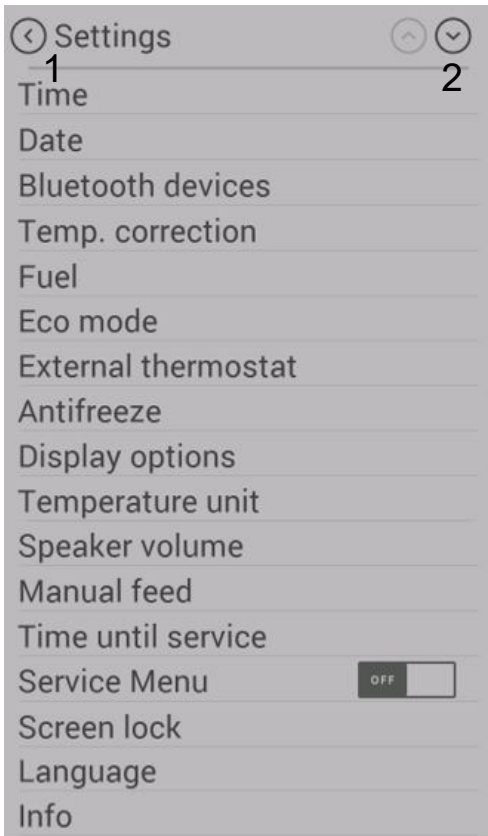 Settings
1
2
Time
Date
Bluetooth devices
Temp. correction
Fuel
Eco mode
External thermostat
Antifreeze
Display options
Temperature unit
Speaker volume
Manual feed
Time until service
Service Menu OFF
Screen lock
Language
Info